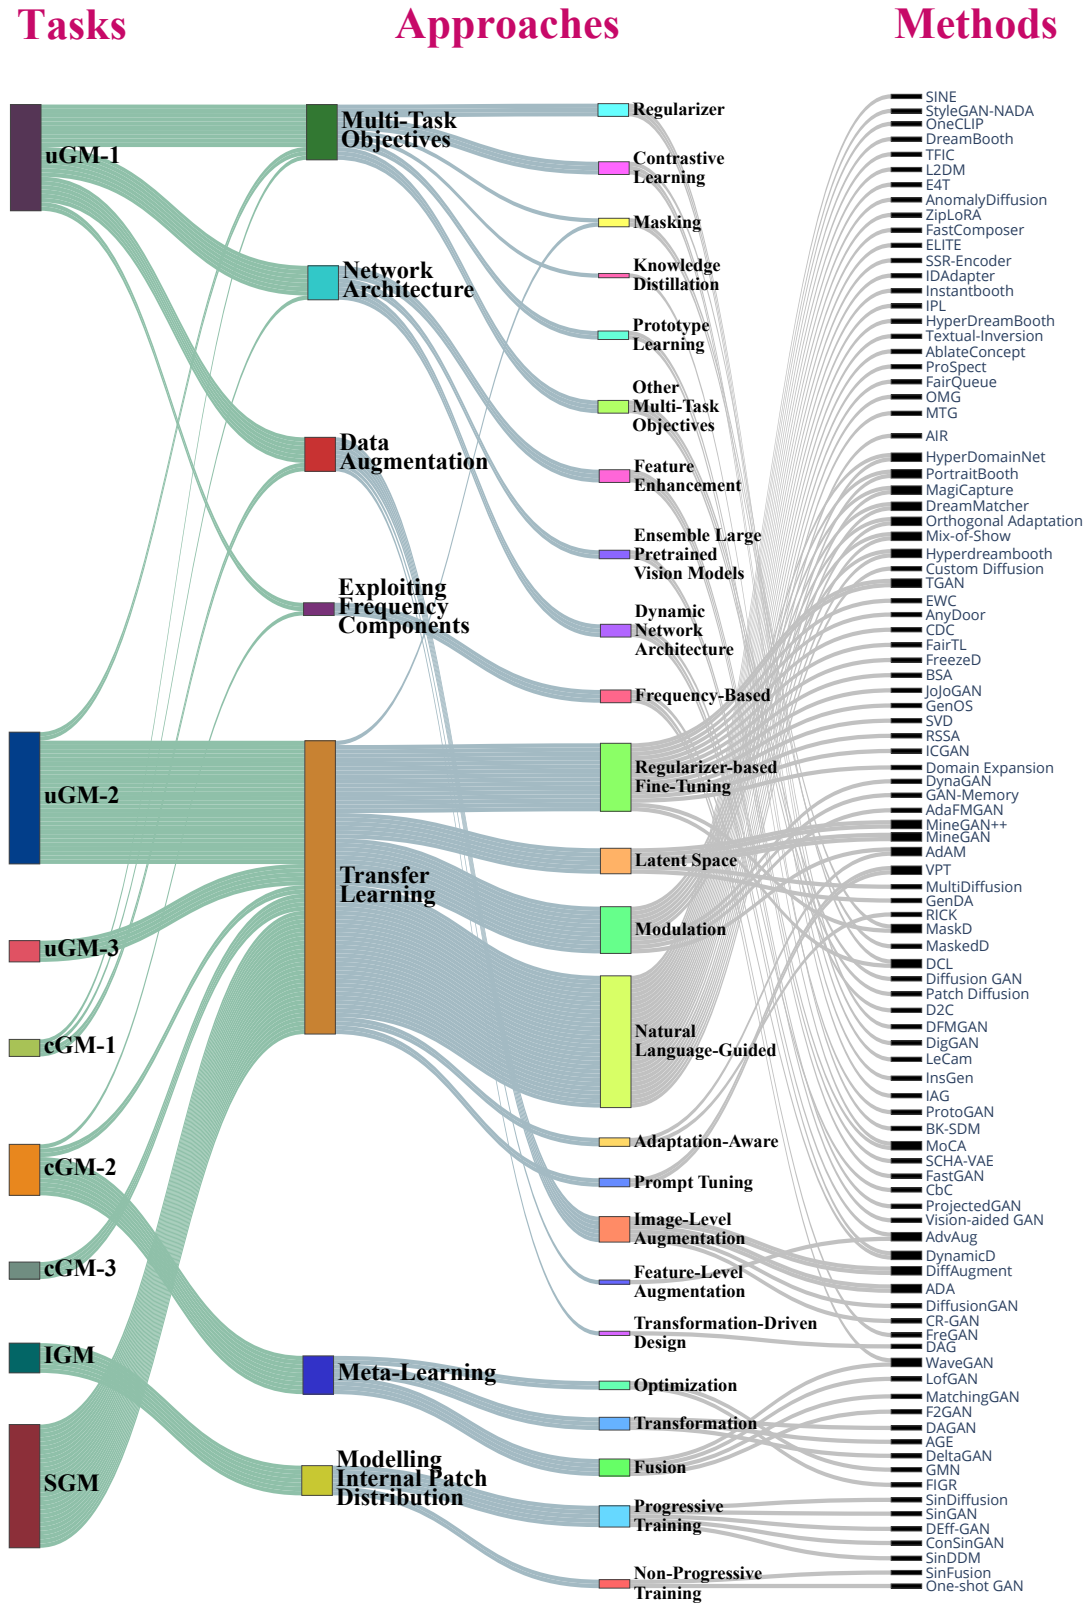 Tasks
Approaches
Methods
uGM-1
uGM-2
uGM-3
cGM-1
cGM-2
cGM-3
IGM
SGM
Multi-Task
Objectives
Network
Architecture
Data
Augmentation
Exploiting
Frequency
Components
Transfer
Learning
Meta-Learning
Modelling
Internal Patch
Distribution
Regularizer
Contrastive
Learning
Masking
Knowledge
Distillation
Prototype
Learning
Other
Multi-Task
Objectives
Feature
Enhancement
Ensemble Large
Pretrained
Vision Models
Dynamic
Network
Architecture
Frequency-Based
Regularizer-based
Fine-Tuning
Latent Space
Modulation
Natural
Language-Guided
Adaptation-Aware
Prompt Tuning
Image-Level
Augmentation
Feature-Level
Augmentation
Transformation-Driven
Design
Optimization
Transformation
Fusion
Progressive
Training
Non-Progressive
Training
SINE
StyleGAN-NADA
OneCLIP
DreamBooth
TFIC
L2DM
E4T
AnomalyDiffusion
ZipLoRA
FastComposer
ELITE
SSR-Encoder
IDAdapter
Instantbooth
IPL
HyperDreamBooth
Textual-Inversion
AblateConcept
ProSpect
FairQueue
OMG
MTG
AIR
HyperDomainNet
PortraitBooth
MagiCapture
DreamMatcher
Orthogonal Adaptation
Mix-of-Show
Hyperdreambooth
Custom Diffusion
TGAN
EWC
AnyDoor
CDC
FairTL
FreezeD
BSA
JoJoGAN
GenOS
SVD
RSSA
ICGAN
Domain Expansion
DynaGAN
GAN-Memory
AdaFMGAN
MineGAN++
MineGAN
AdAM
VPT
MultiDiffusion
GenDA
RICK
MaskD
MaskedD
DCL
Diffusion GAN
Patch Diffusion
D2C
DFMGAN
DigGAN
LeCam
InsGen
IAG
ProtoGAN
BK-SDM
MoCA
SCHA-VAE
FastGAN
CbC
ProjectedGAN
Vision-aided GAN
AdvAug
DynamicD
DiffAugment
ADA
DiffusionGAN
CR-GAN
FreGAN
DAG
WaveGAN
LofGAN
MatchingGAN
F2GAN
DAGAN
AGE
DeltaGAN
GMN
FIGR
SinDiffusion
SinGAN
DEff-GAN
ConSinGAN
SinDDM
SinFusion
One-shot GAN